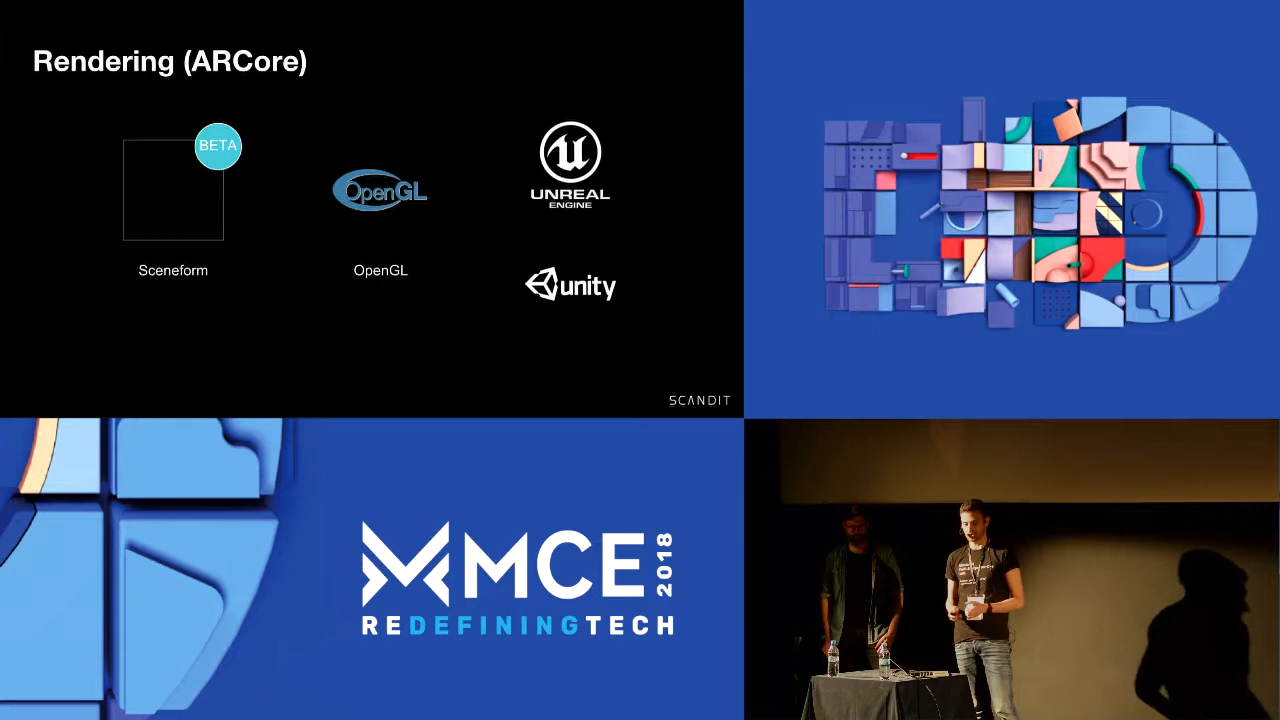 Rendering (ARCore)
BETA
Sceneform
OpenGL
OpenGL
UNREAL
ENGINE
unity
SCANDIT
MCE 2018
REDEFININGTECH